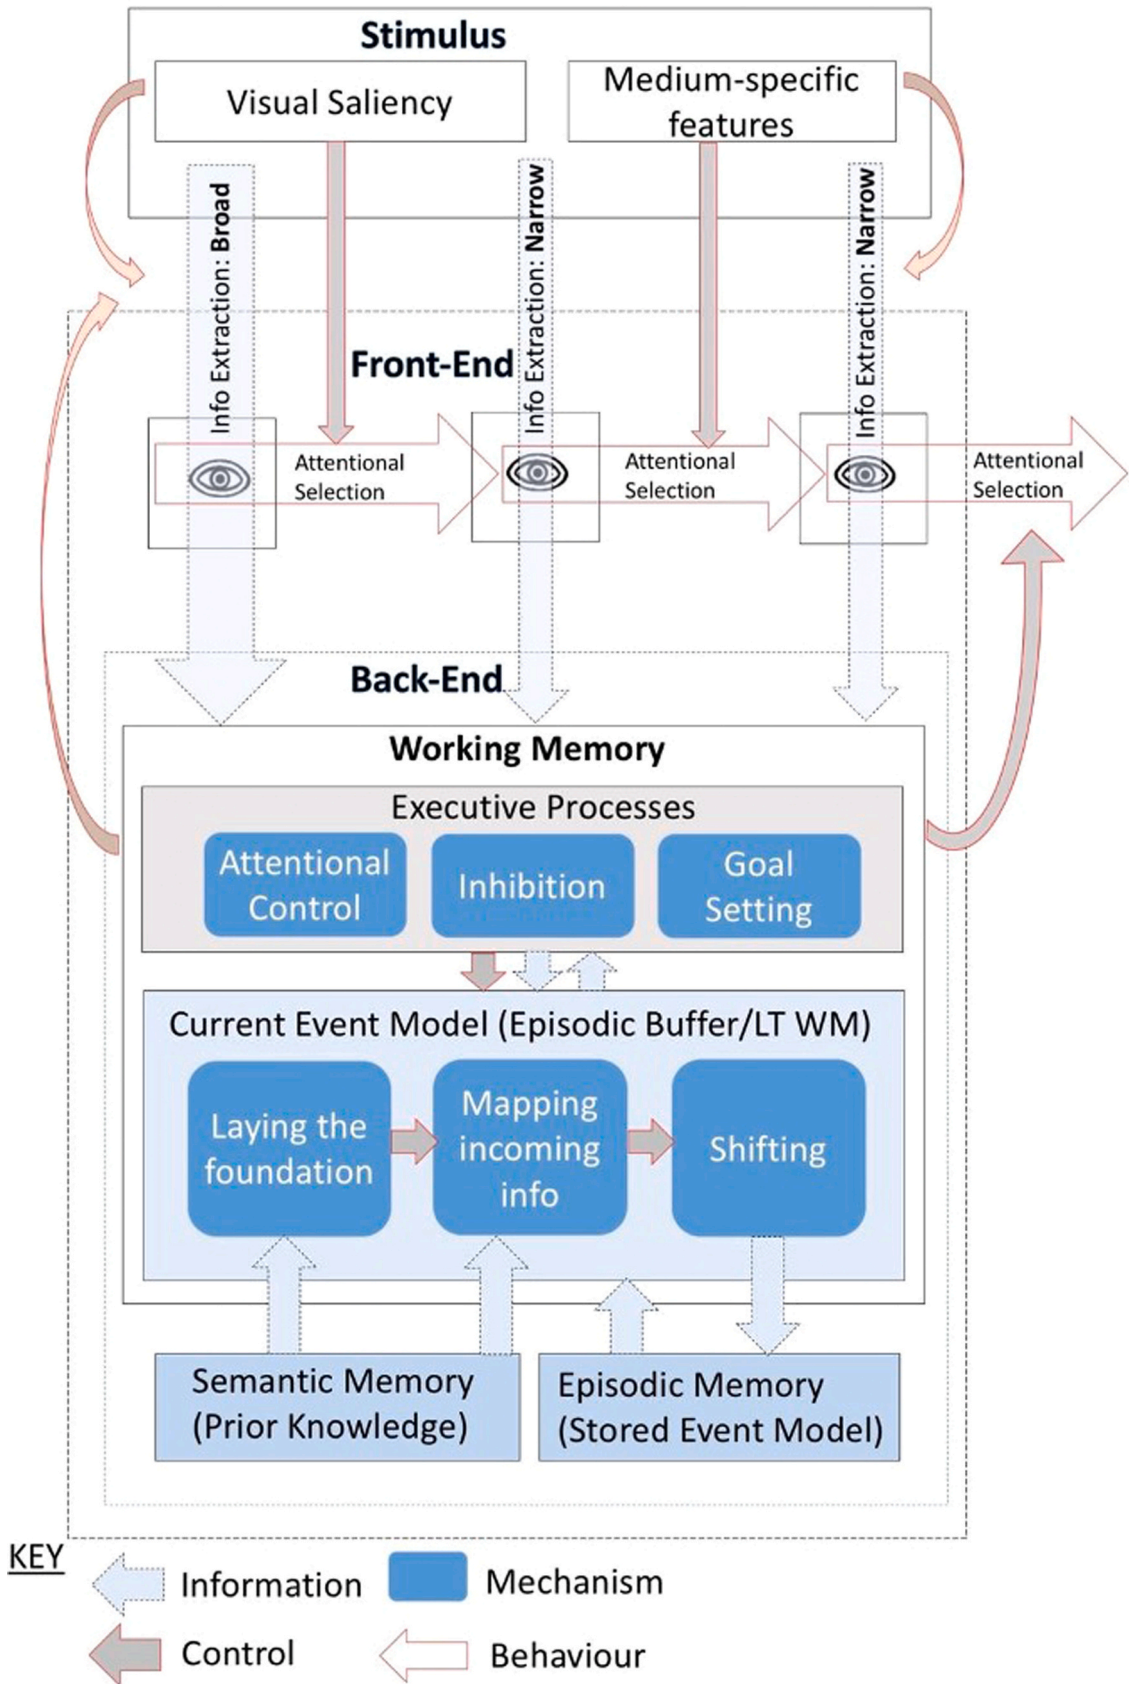 Stimulus
Visual Saliency
Medium-specific
features
Info Extraction: Broad
Info Extraction: Narrow
Info Extraction: Narrow
Front-End
Attentional
Selection
Attentional
Selection
Attentional
Selection
Back-End
Working Memory
Executive Processes
Attentional
Control
Inhibition
Goal
Setting
Current Event Model (Episodic Buffer/LT WM)
Laying the
foundation
Mapping
incoming
info
Shifting
Semantic Memory
(Prior Knowledge)
Episodic Memory
(Stored Event Model)
KEY
Information
Mechanism
Control
Behaviour